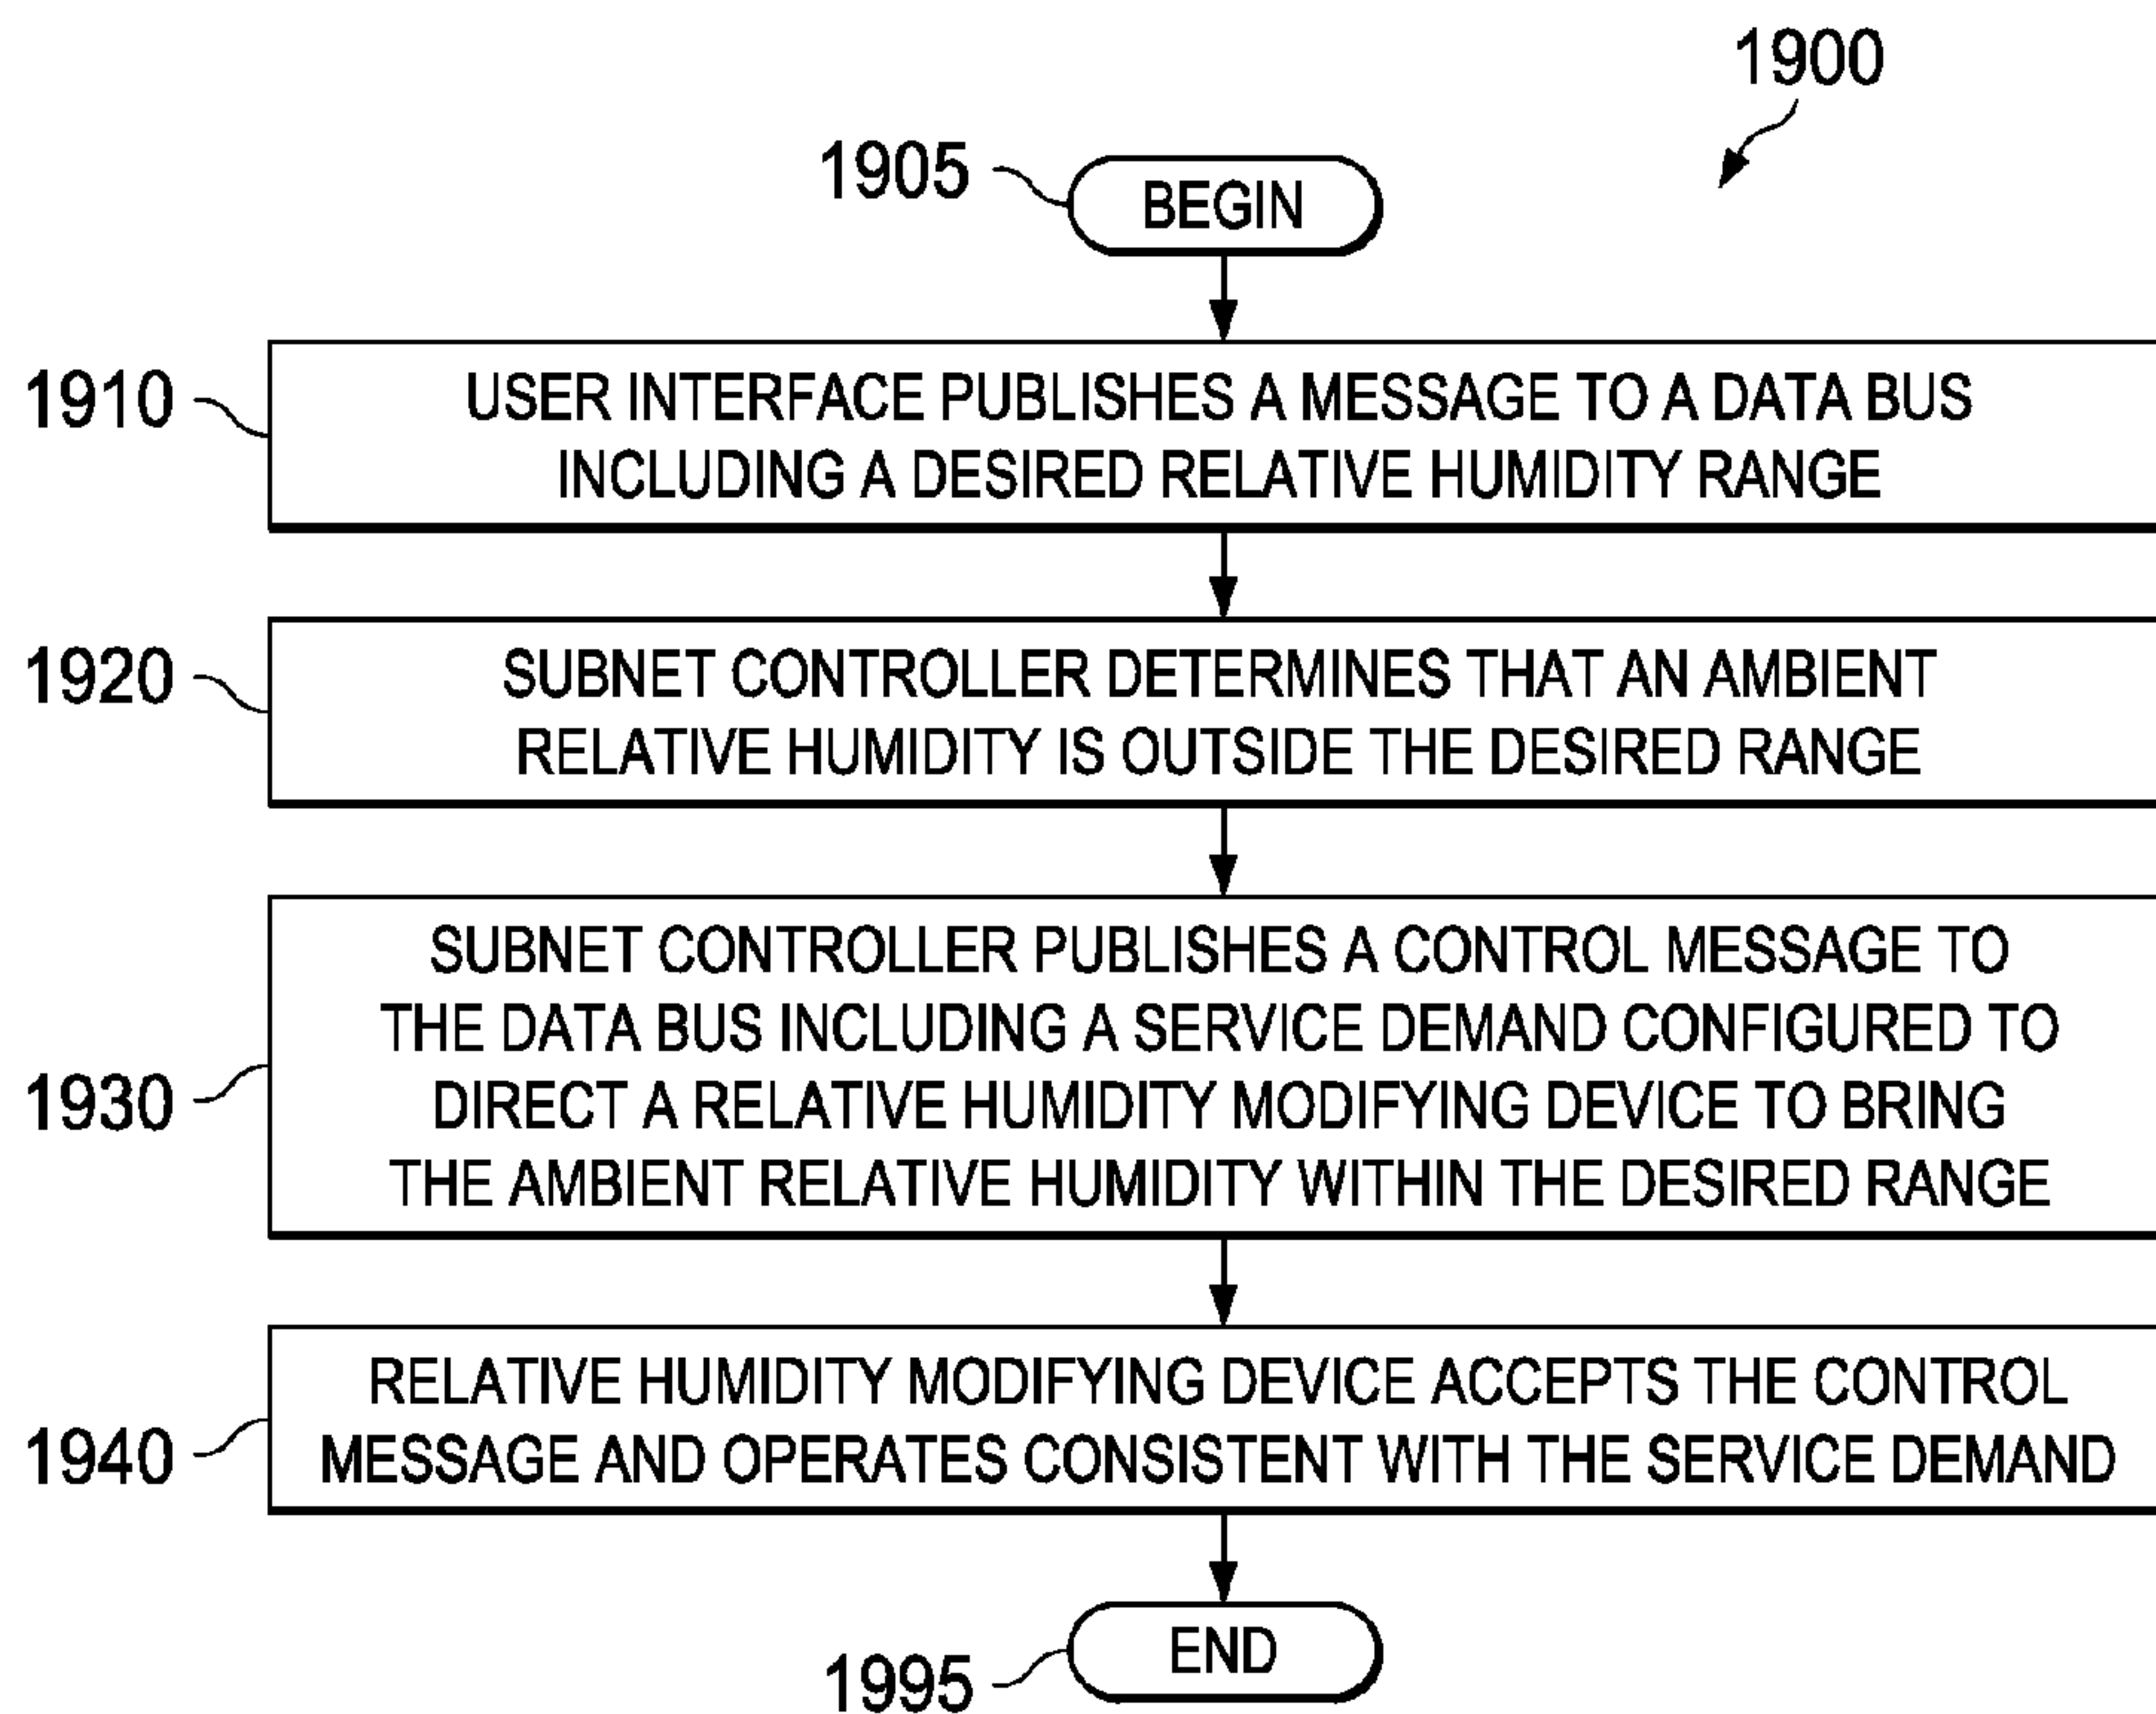 1900
1905
BEGIN
1910
USER INTERFACE PUBLISHES A MESSAGE TO A DATA BUS
INCLUDING A DESIRED RELATIVE HUMIDITY RANGE
1920
SUBNET CONTROLLER DETERMINES THAT AN AMBIENT
RELATIVE HUMIDITY IS OUTSIDE THE DESIRED RANGE
1930
SUBNET CONTROLLER PUBLISHES A CONTROL MESSAGE TO
THE DATA BUS INCLUDING A SERVICE DEMAND CONFIGURED TO
DIRECT A RELATIVE HUMIDITY MODIFYING DEVICE TO BRING
THE AMBIENT RELATIVE HUMIDITY WITHIN THE DESIRED RANGE
1940
RELATIVE HUMIDITY MODIFYING DEVICE ACCEPTS THE CONTROL
MESSAGE AND OPERATES CONSISTENT WITH THE SERVICE DEMAND
1995
END